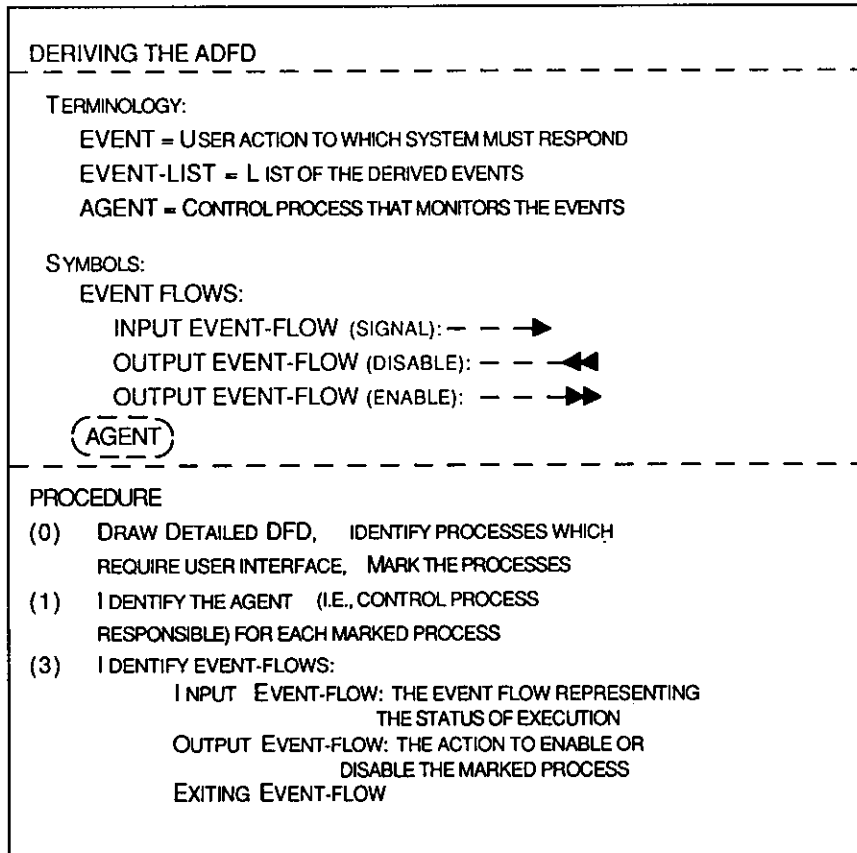 DERIVING THE ADFD
TERMINOLOGY:
EVENT = USER ACTION TO WHICH SYSTEM MUST RESPOND
EVENT-LIST = LIST OF THE DERIVED EVENTS
AGENT = CONTROL PROCESS THAT MONITORS THE EVENTS
SYMBOLS:
EVENT FLOWS:
INPUT EVENT-FLOW (SIGNAL):
OUTPUT EVENT-FLOW (DISABLE):
OUTPUT EVENT-FLOW (ENABLE):
AGENT
PROCEDURE
(0) DRAW DETAILED DFD, IDENTIFY PROCESSES WHICH
REQUIRE USER INTERFACE, MARK THE PROCESSES
(1) IDENTIFY THE AGENT (I.E., CONTROL PROCESS
RESPONSIBLE) FOR EACH MARKED PROCESS
(3) IDENTIFY EVENT-FLOWS:
INPUT EVENT-FLOW: THE EVENT FLOW REPRESENTING
THE STATUS OF EXECUTION
OUTPUT EVENT-FLOW: THE ACTION TO ENABLE OR
DISABLE THE MARKED PROCESS
EXITING EVENT-FLOW